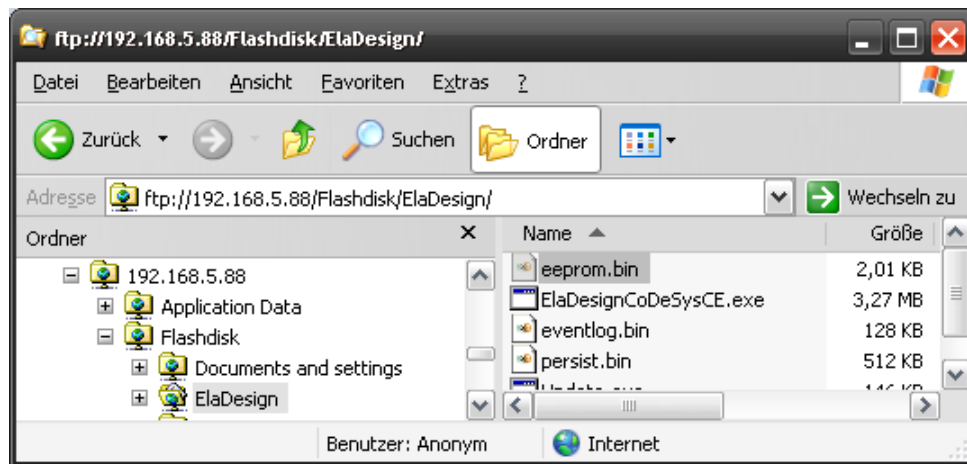 ftp://192.168.5.88/Flashdisk/ElaDesign/
Datei Bearbeiten Ansicht Favoriten Extras ?
Zurück Suchen Ordner
Adresse ftp://192.168.5.88/Flashdisk/ElaDesign/ Wechseln zu
Ordner x
192.168.5.88
Application Data
Flashdisk
Documents and settings
ElaDesign
Name Größe
eeprom.bin 2,01 KB
ElaDesignCoDeSysCE.exe 3,27 MB
eventlog.bin 128 KB
persist.bin 512 KB
Benutzer: Anonym Internet